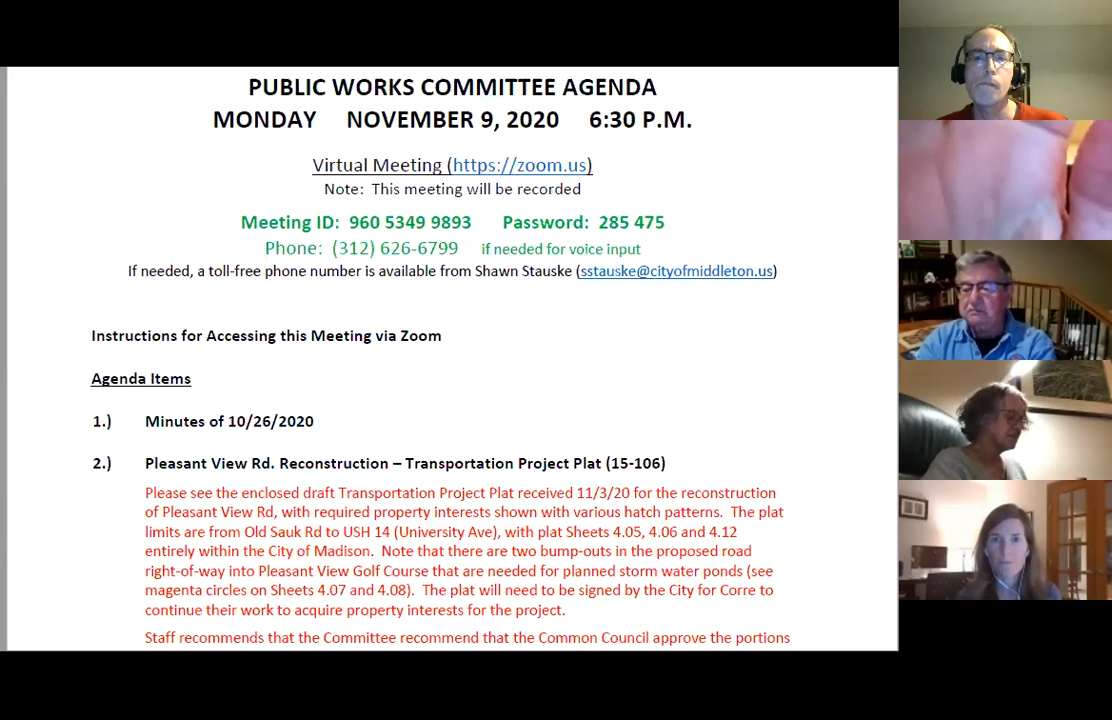 PUBLIC WORKS COMMITTEE AGENDA
MONDAY NOVEMBER 9, 2020 6:30 P.M.
Virtual Meeting (https://zoom.us)
Note: This meeting will be recorded
Meeting ID: 960 5349 9893 Password: 285 475
Phone: (312) 626-6799 if needed for voice input
If needed, a toll-free phone number is available from Shawn Stauske (sstauske@cityofmiddleton.us)
Instructions for Accessing this Meeting via Zoom
Agenda Items
1.) Minutes of 10/26/2020
2.) Pleasant View Rd. Reconstruction – Transportation Project Plat (15-106)
Please see the enclosed draft Transportation Project Plat received 11/3/20 for the reconstruction
of Pleasant View Rd, with required property interests shown with various hatch patterns. The plat
limits are from Old Sauk Rd to USH 14 (University Ave), with plat Sheets 4.05, 4.06 and 4.12
entirely within the City of Madison. Note that there are two bump-outs in the proposed road
right-of-way into Pleasant View Golf Course that are needed for planned storm water ponds (see
magenta circles on Sheets 4.07 and 4.08). The plat will need to be signed by the City for Corre to
continue their work to acquire property interests for the project.
Staff recommends that the Committee recommend that the Common Council approve the portions